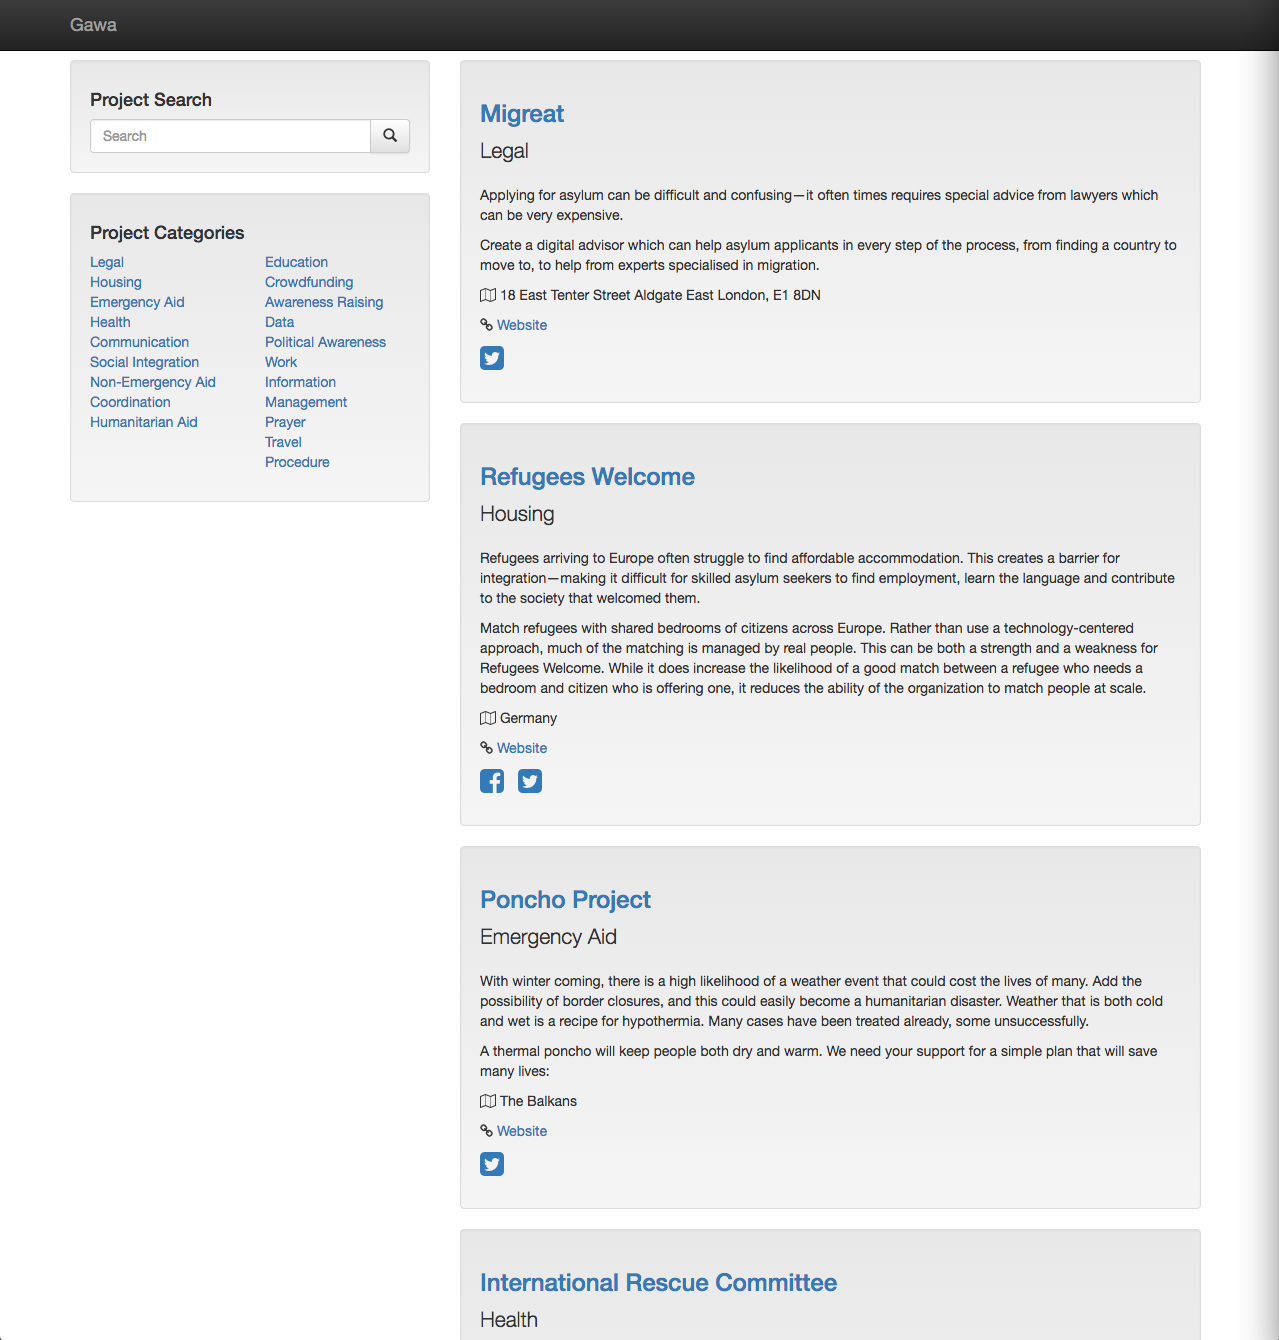 Gawa
Project Search
Search
Project Categories
Legal
Housing
Emergency Aid
Health
Communication
Social Integration
Non-Emergency Aid
Coordination
Humanitarian Aid
Education
Crowdfunding
Awareness Raising
Data
Political Awareness
Work
Information
Management
Prayer
Travel
Procedure
Migreat
Legal
Applying for asylum can be difficult and confusing—it often times requires special advice from lawyers which
can be very expensive.
Create a digital advisor which can help asylum applicants in every step of the process, from finding a country to
move to, to help from experts specialised in migration.
18 East Tenter Street Aldgate East London, E1 8DN
Website
Refugees Welcome
Housing
Refugees arriving to Europe often struggle to find affordable accommodation. This creates a barrier for
integration—making it difficult for skilled asylum seekers to find employment, learn the language and contribute
to the society that welcomed them.
Match refugees with shared bedrooms of citizens across Europe. Rather than use a technology-centered
approach, much of the matching is managed by real people. This can be both a strength and a weakness for
Refugees Welcome. While it does increase the likelihood of a good match between a refugee who needs a
bedroom and citizen who is offering one, it reduces the ability of the organization to match people at scale.
Germany
Website
Poncho Project
Emergency Aid
With winter coming, there is a high likelihood of a weather event that could cost the lives of many. Add the
possibility of border closures, and this could easily become a humanitarian disaster. Weather that is both cold
and wet is a recipe for hypothermia. Many cases have been treated already, some unsuccessfully.
A thermal poncho will keep people both dry and warm. We need your support for a simple plan that will save
many lives:
The Balkans
Website
International Rescue Committee
Health